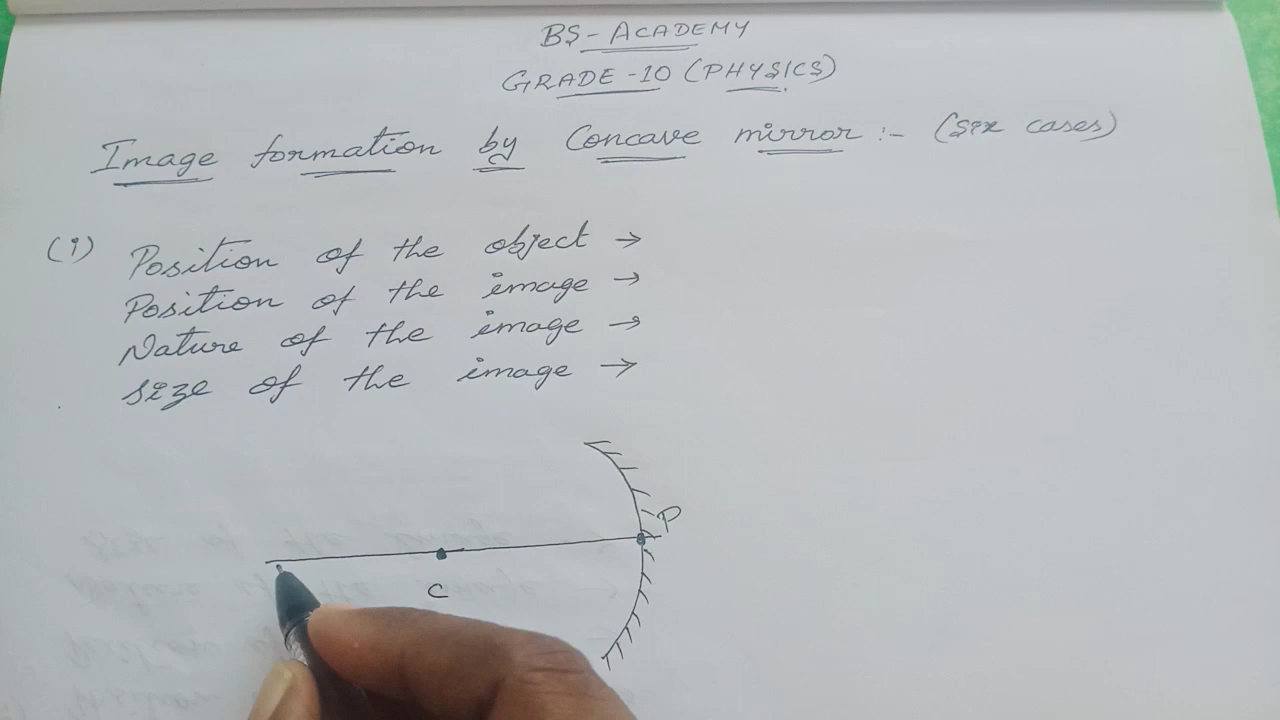 BS-ACADEMY
GRADE-10 (PHYSICS)
Image formation by Concave mirror :- (Six cases)
(i) Position of the object →
Position of the image →
Nature of the image →
Size of the image →
P
C